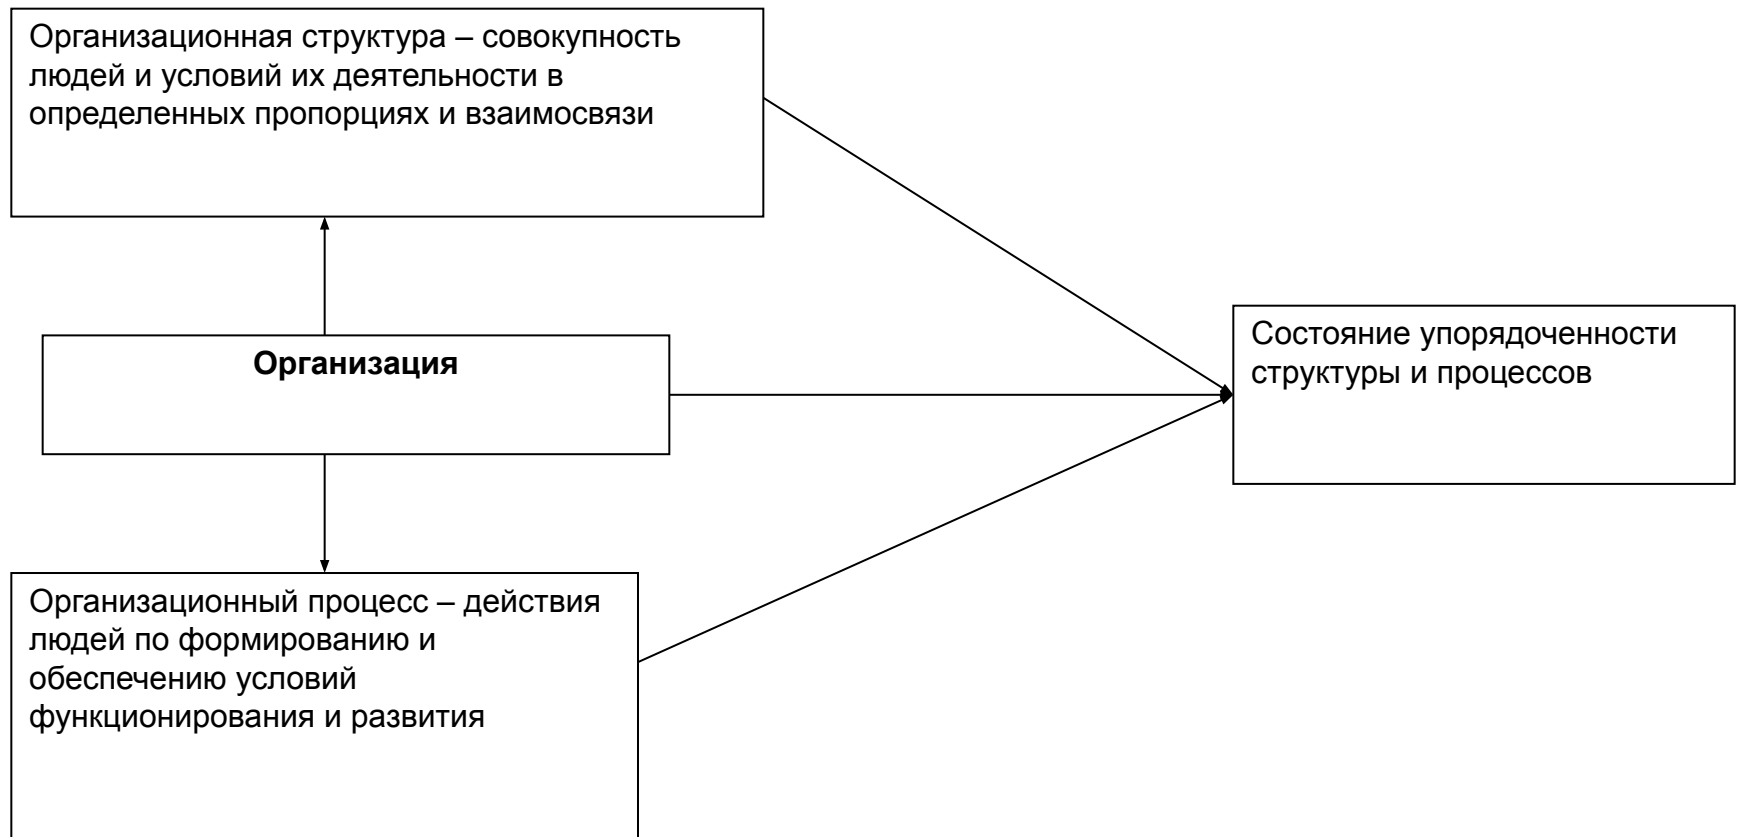 Организационная структура – совокупность
людей и условий их деятельности в
определенных пропорциях и взаимосвязи
Организация
Состояние упорядоченности
структуры и процессов
Организационный процесс – действия
людей по формированию и
обеспечению условий
функционирования и развития